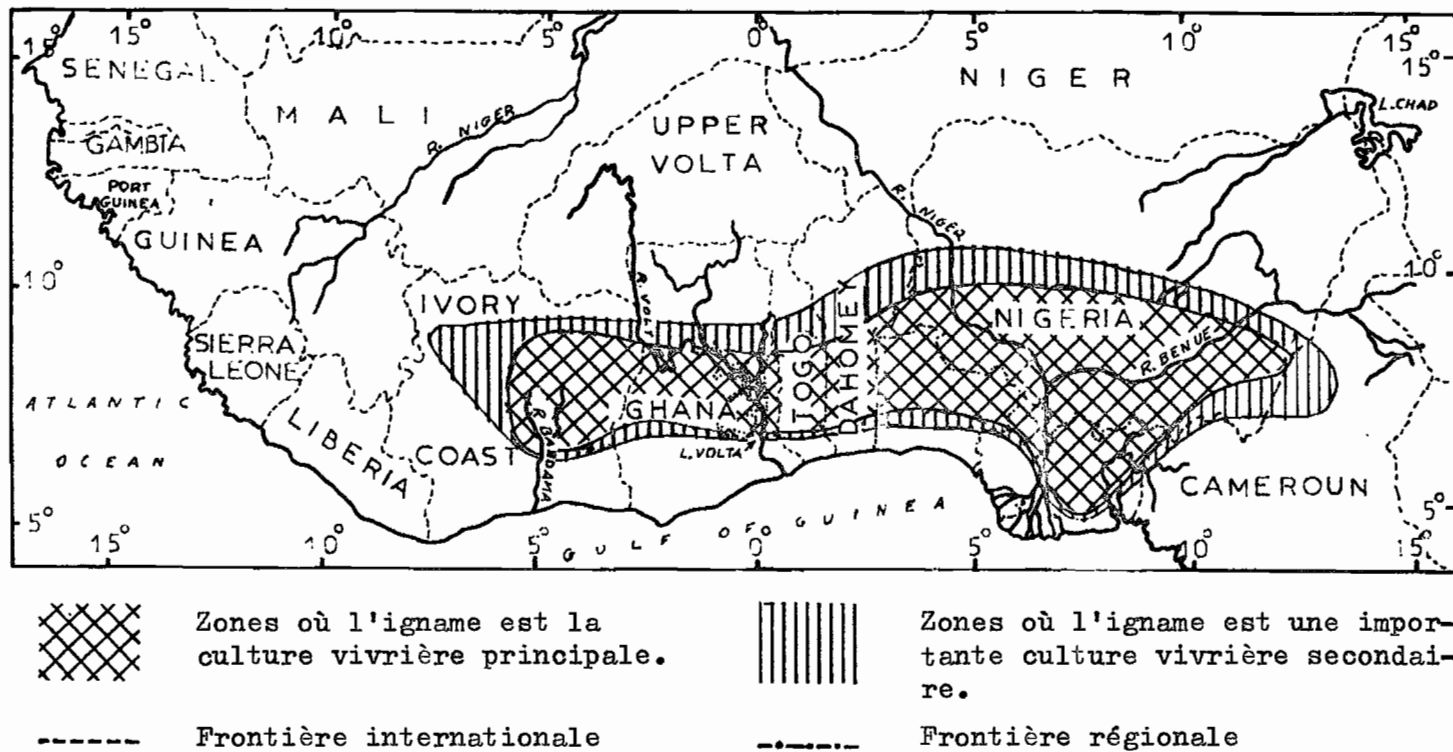 15° 10° 5° 0° 5° 10° 15°
15° 15°
SENEGAL
MALI
R. NIGER
NIGER
L. CHAD
GAMBIA
UPPER
VOLTA
PORT
GUINEA
GUINEA
R. NIGER
10° 10°
IVORY
R. VOLT
NIGERIA
SIERRA
LEONE
R. BENUE
TOGO
DAHOMEY
ATLANTIC
OCEAN
GHANA
LIBERIA
COAST
R. BANDAMA
L. VOLTA
CAMEROUN
5° 5°
GULF OF GUINEA
15° 10° 5° 0° 5° 10° 15°
Zones où l'igname est la
culture vivrière principale.
Zones où l'igname est une impor-
tante culture vivrière secondai-
re.
Frontière internationale
Frontière régionale